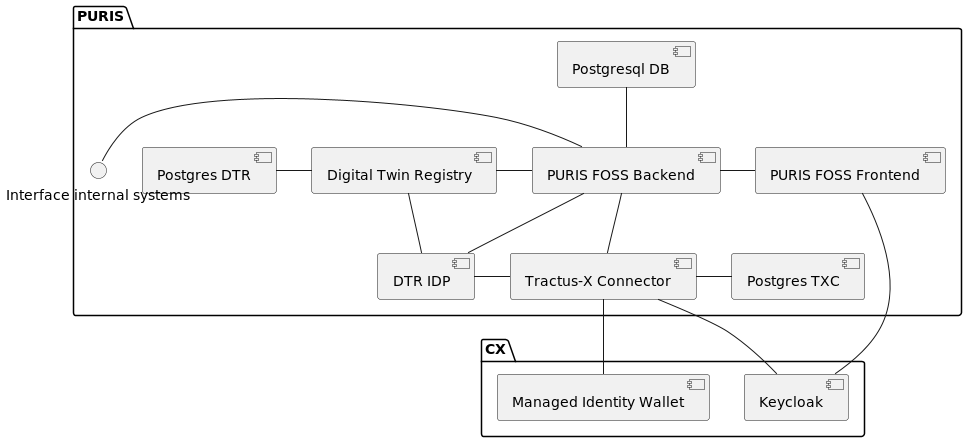 PURIS
Postgresql DB
Interface internal systems
Postgres DTR
Digital Twin Registry
PURIS FOSS Backend
PURIS FOSS Frontend
DTR IDP
Tractus-X Connector
Postgres TXC
CX
Managed Identity Wallet
Keycloak